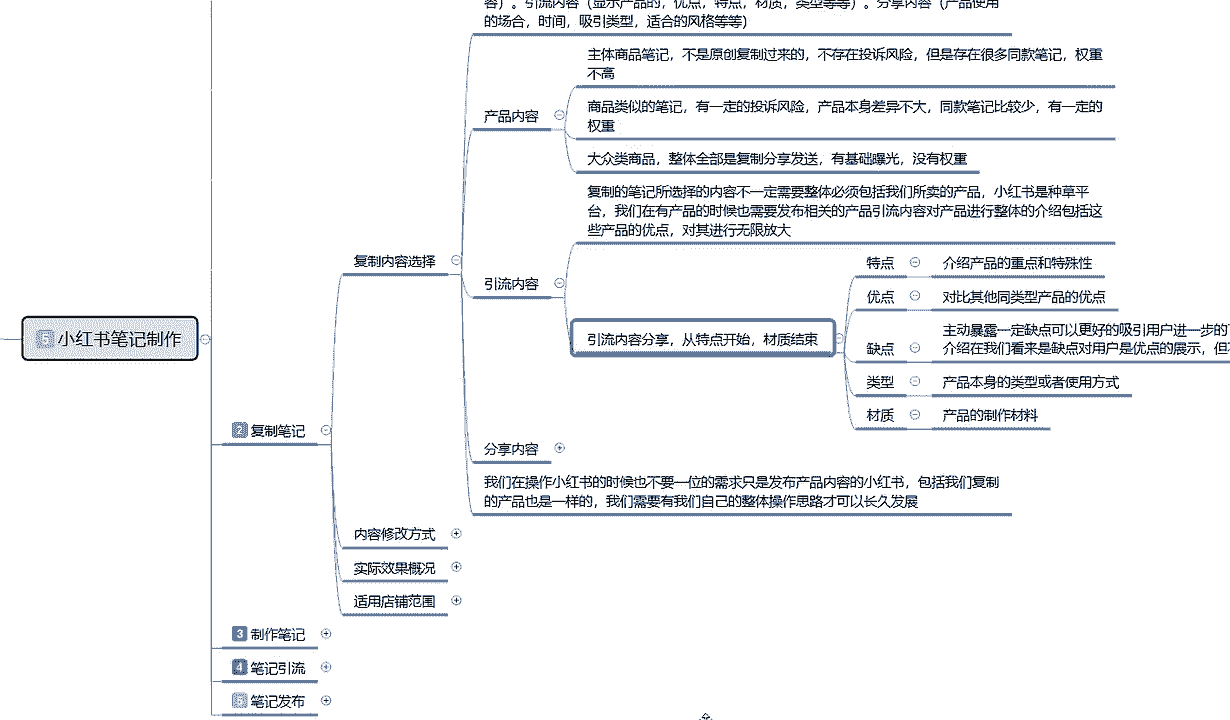 容）。引流内容（显示产品的，优点，特点，材质，类型等等）。分享内容（产品使用
的场合，时间，吸引类型，适合的风格等等)
主体商品笔记，不是原创复制过来的，不存在投诉风险，但是存在很多同款笔记，权重
不高
产品内容
商品类似的笔记，有一定的投诉风险，产品本身差异不大，同款笔记比较少，有一定的
权重
大众类商品，整体全部是复制分享发送，有基础曝光，没有权重
复制的笔记所选择的内容不一定需要整体必须包括我们所卖的产品，小红书是种草平
台，我们在有产品的时候也需要发布相关的产品引流内容对产品进行整体的介绍包括这
些产品的优点，对其进行无限放大
复制内容选择
引流内容
特点
介绍产品的重点和特殊性
优点
对比其他同类型产品的优点
5 小红书笔记制作
引流内容分享，从特点开始，材质结束
缺点
主动暴露一定缺点可以更好的吸引用户进一步的
介绍在我们看来是缺点对用户是优点的展示，但
类型
产品本身的类型或者使用方式
材质
产品的制作材料
2 复制笔记
分享内容
我们在操作小红书的时候也不要一位的需求只是发布产品内容的小红书，包括我们复制
的产品也是一样的，我们需要有我们自己的整体操作思路才可以长久发展
内容修改方式
实际效果概况
适用店铺范围
3 制作笔记
4 笔记引流
5 笔记发布